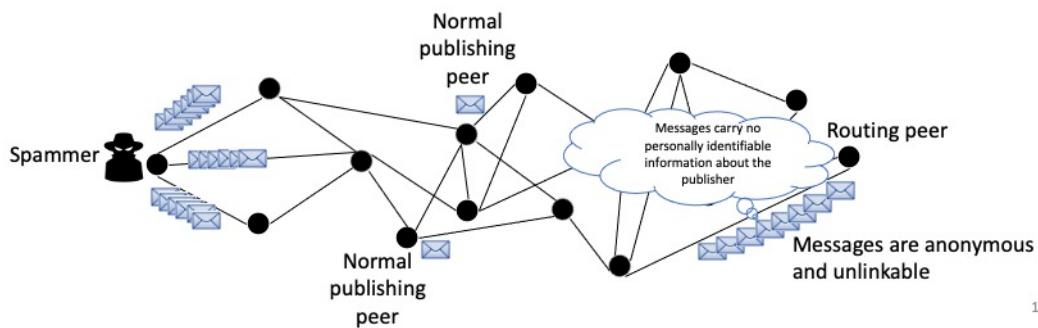 Normal
publishing
peer
Spammer
Messages carry no
personally identifiable
information about the
publisher
Routing peer
Normal
publishing
peer
Messages are anonymous
and unlinkable
1